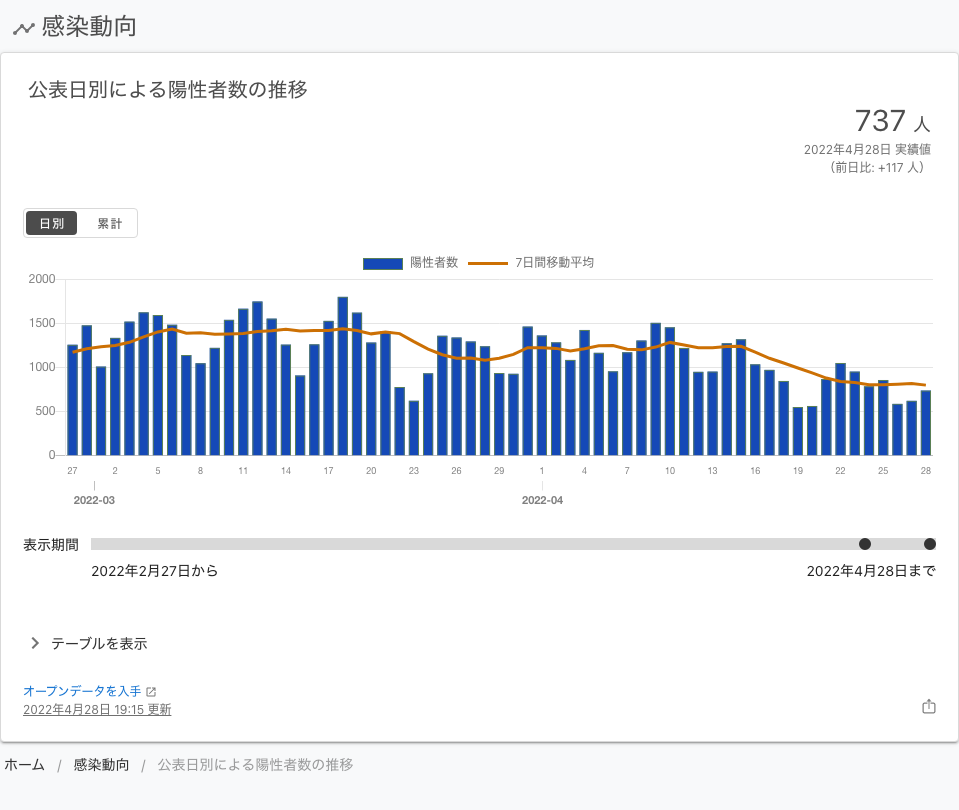 感染動向
公表日別による陽性者数の推移
737 人
2022年4月28日 実績値
（前日比: +117 人）
日別 累計
陽性者数 7日間移動平均
2000
1500
1000
500
0
27 2 5 8 11 14 17 20 23 26 29 1 4 7 10 13 16 19 22 25 28
2022-03 2022-04
表示期間
2022年2月27日から 2022年4月28日まで
テーブルを表示
オープンデータを入手
2022年4月28日 19:15 更新
ホーム / 感染動向 / 公表日別による陽性者数の推移